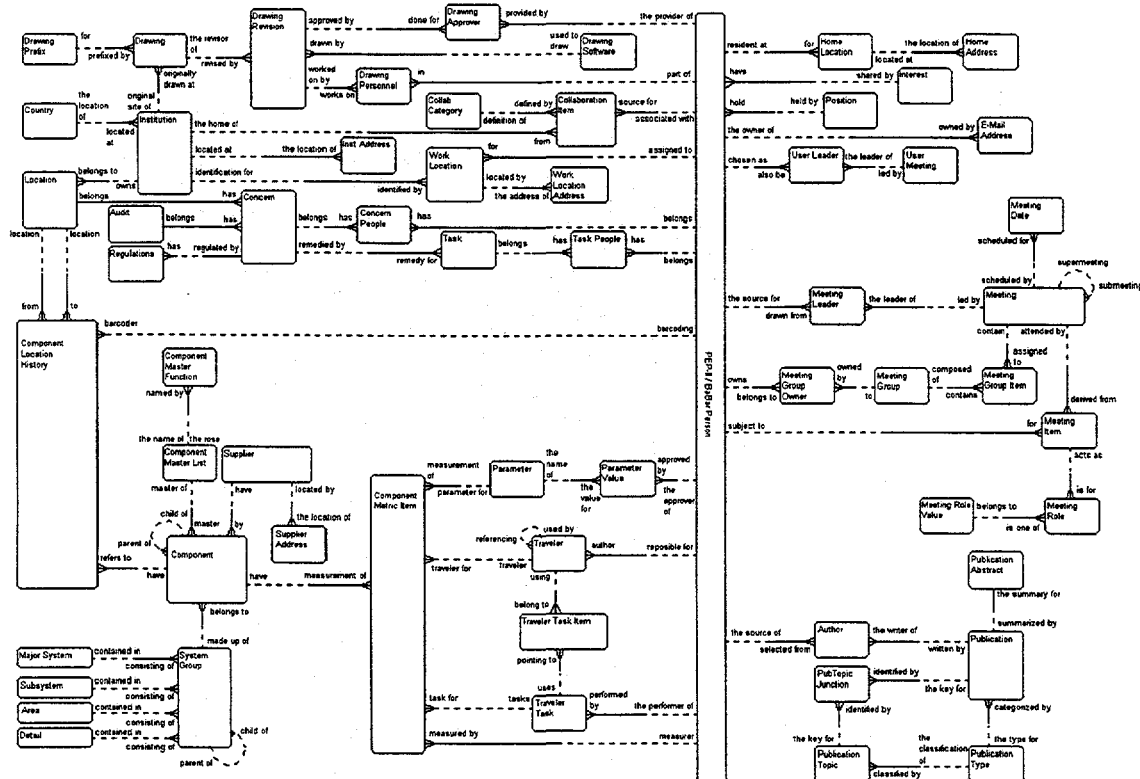 approved by
done for
Drawing
Approver
provided by
the provider of
Drawing
Revision
Drawing
Prefix
for
prefixed by
Drawing
the revisor
of
revised by
drawn by
used to
draw
Drawing
Software
originally
drawn at
worked
on by
works on
Drawing
Personnel
in
part of
Country
the
location
of
original
site of
located
at
Institution
the home of
Collab
Category
defined by
definition of
Collaboration
Item
source for
associated with
from
located at
the location of
Inst Address
identification for
identified by
Work
Location
for
assigned to
located by
the address of
Work
Location
Address
Location
belongs to
owns
belongs
has
Concern
location
location
Audit
belongs
has
Regulations
has
regulated by
belongs
has
Concern
People
has
belongs
remedied by
remedy for
Task
belongs
has
Task People
has
belongs
from
to
Component
Location
History
barcoder
barcoding
Component
Master
Function
named by
the name of
Component
Master List
Supplier
master of
have
located by
child of
parent of
master
by
the location of
Supplier
Address
Component
refers to
have
have
measurement of
belongs to
made up of
Major System
contained in
consisting of
System
Group
Subsystem
contained in
consisting of
Area
contained in
consisting of
Detail
contained in
consisting of
child of
parent of
Component
Metric Item
measurement
of
parameter for
Parameter
the
name
of
the
value
for
Parameter
Value
approved
by
the
approver
of
referencing
used by
Traveler
traveler for
traveler
author
reposible for
using
belong to
Traveler Task Item
pointing to
uses
task for
tasks
Traveler
Task
performed
by
the performer of
measured by
measurer
PEP-II / BaBar Person
resident at
for
Home
Location
the location of
located at
Home
Address
have
shared by
Interest
hold
held by
Position
the owner of
owned by
E-Mail
Address
chosen as
also be
User Leader
the leader
of
led by
User
Meeting
Meeting
Date
scheduled for
supermeeting
submeeting
scheduled by
Meeting
the source for
drawn from
Meeting
Leader
the leader of
led by
contain
attended by
assigned
to
owns
belongs to
Meeting
Group
Owner
owned
by
to
Meeting
Group
composed
of
contains
Meeting
Group Item
derived from
subject to
for
Meeting
Item
acts as
is for
Meeting Role
Value
belongs to
is one of
Meeting
Role
Publication
Abstract
the summary for
summarized by
the source of
selected from
Author
the writer of
written by
Publication
PubTopic
Junction
identified by
the key for
identified by
categorized by
the key for
Publication
Topic
the
classification
of
classified by
the type for
Publication
Type